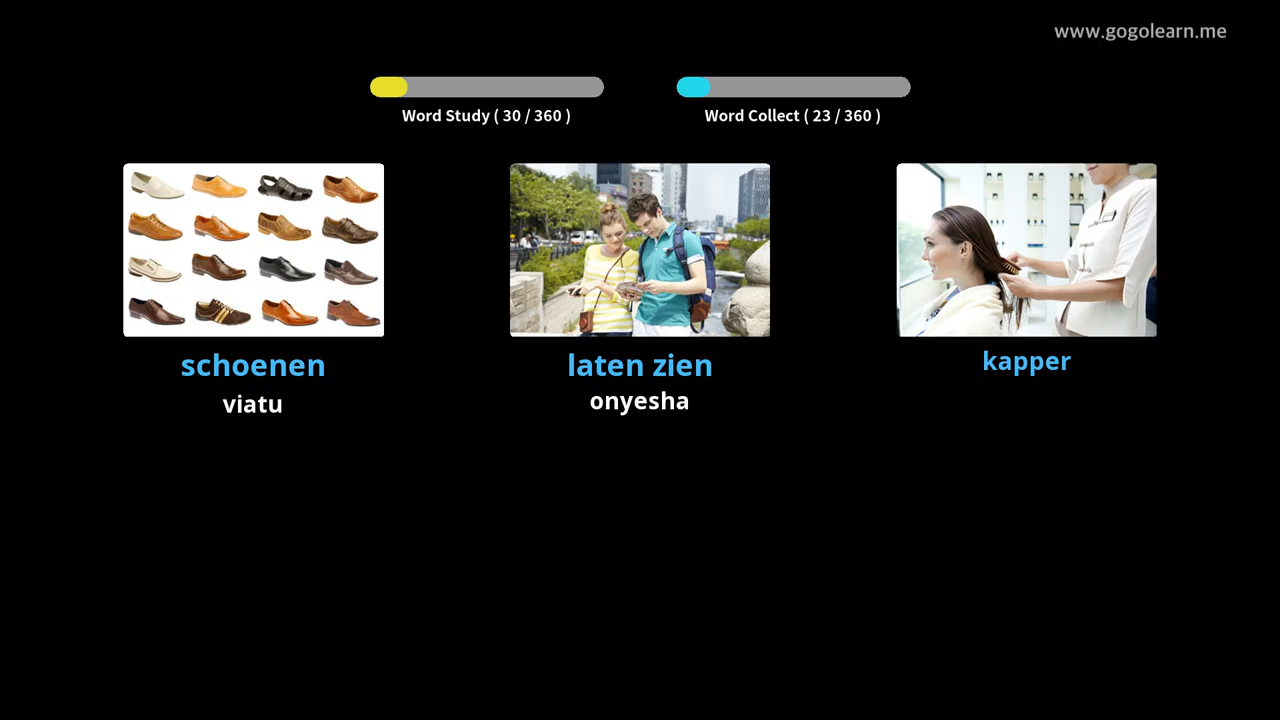 www.gogolearn.me
Word Study ( 30 / 360 )
Word Collect ( 23 / 360 )
schoenen
viatu
laten zien
onyesha
kapper